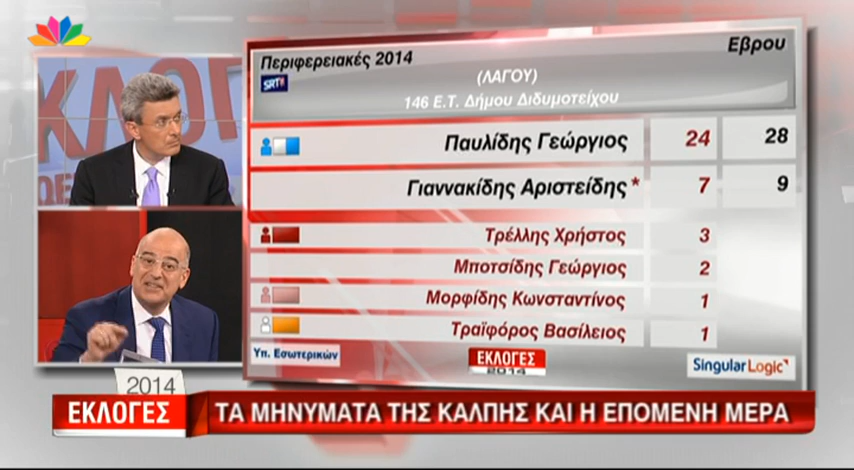 Περιφερειακές 2014
Εβρου
SRT
(ΛΑΓΟΥ)
146 Ε.Τ. Δήμου Διδυμοτείχου
Παυλίδης Γεώργιος 24 28
Γιαννακίδης Αριστείδης * 7 9
Τρέλλης Χρήστος 3
Μποτσίδης Γεώργιος 2
Μορφίδης Κωνσταντίνος 1
Τραϊφόρος Βασίλειος 1
Υπ. Εσωτερικών
ΕΚΛΟΓΕΣ
2014
SingularLogic
2014
ΕΚΛΟΓΕΣ
ΤΑ ΜΗΝΥΜΑΤΑ ΤΗΣ ΚΑΛΠΗΣ ΚΑΙ Η ΕΠΟΜΕΝΗ ΜΕΡΑ